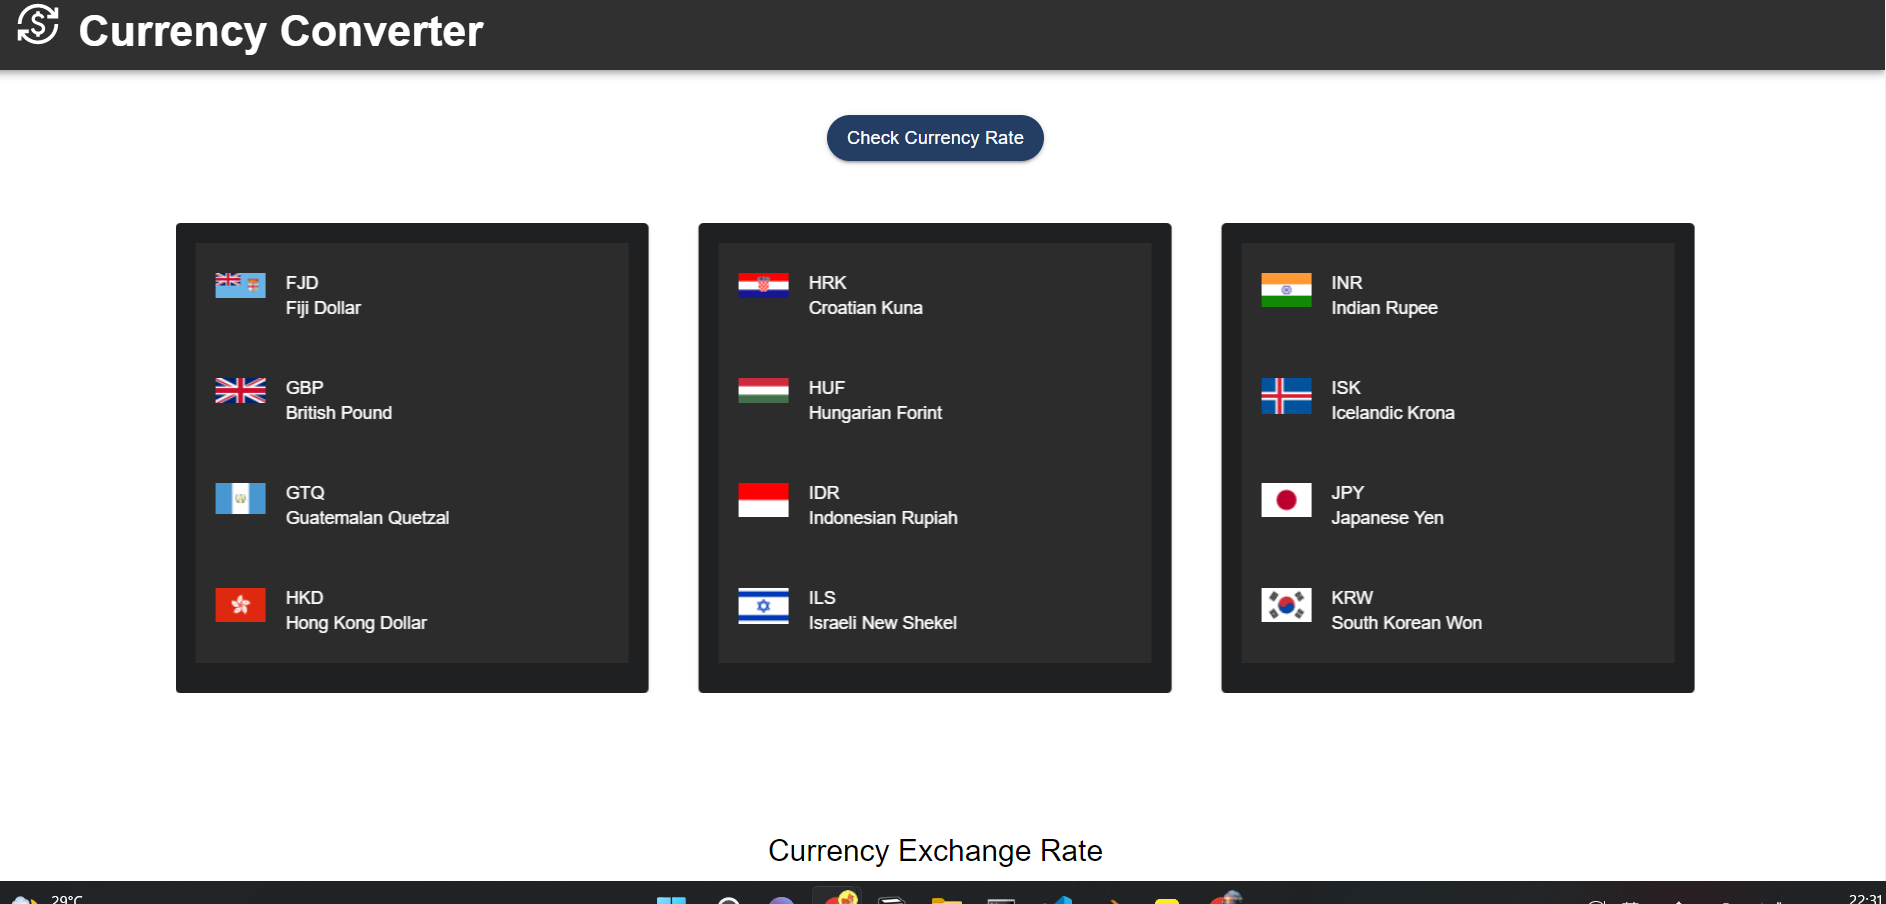 Currency Converter
Check Currency Rate
FJD
Fiji Dollar
GBP
British Pound
GTQ
Guatemalan Quetzal
HKD
Hong Kong Dollar
HRK
Croatian Kuna
HUF
Hungarian Forint
IDR
Indonesian Rupiah
ILS
Israeli New Shekel
INR
Indian Rupee
ISK
Icelandic Krona
JPY
Japanese Yen
KRW
South Korean Won
Currency Exchange Rate
29°C
22:31